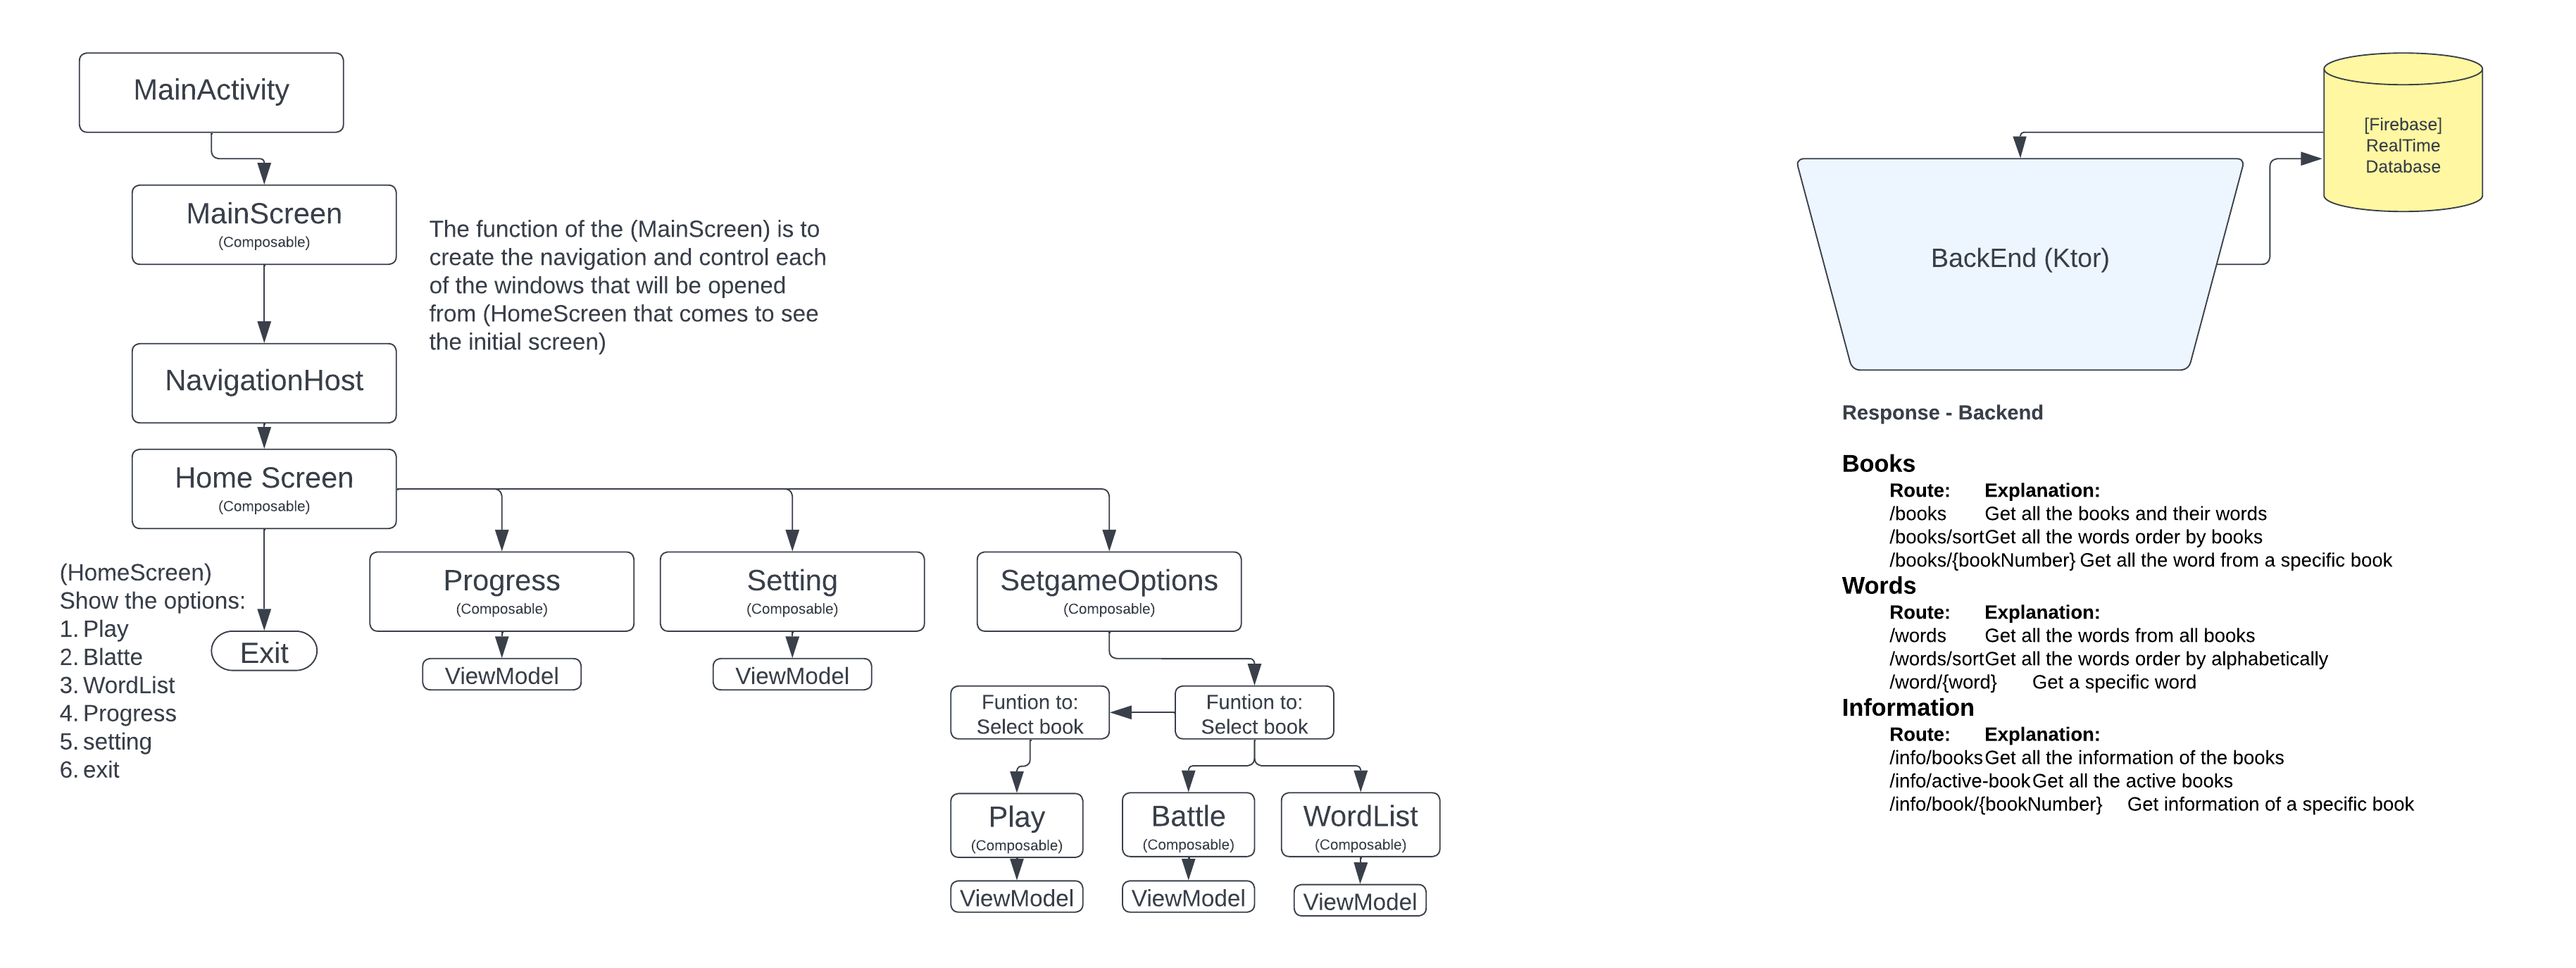 MainActivity
MainScreen
(Composable)
The function of the (MainScreen) is to
create the navigation and control each
of the windows that will be opened
from (HomeScreen that comes to see
the initial screen)
NavigationHost
Home Screen
(Composable)
(HomeScreen)
Show the options:
1. Play
2. Blatte
3. WordList
4. Progress
5. setting
6. exit
Exit
Progress
(Composable)
ViewModel
Setting
(Composable)
ViewModel
SetgameOptions
(Composable)
Funtion to:
Select book
Funtion to:
Select book
Play
(Composable)
ViewModel
Battle
(Composable)
ViewModel
WordList
(Composable)
ViewModel
[Firebase]
RealTime
Database
BackEnd (Ktor)
Response - Backend
Books
Route: Explanation:
/books Get all the books and their words
/books/sort Get all the words order by books
/books/{bookNumber} Get all the word from a specific book
Words
Route: Explanation:
/words Get all the words from all books
/words/sort Get all the words order by alphabetically
/word/{word} Get a specific word
Information
Route: Explanation:
/info/books Get all the information of the books
/info/active-book Get all the active books
/info/book/{bookNumber} Get information of a specific book